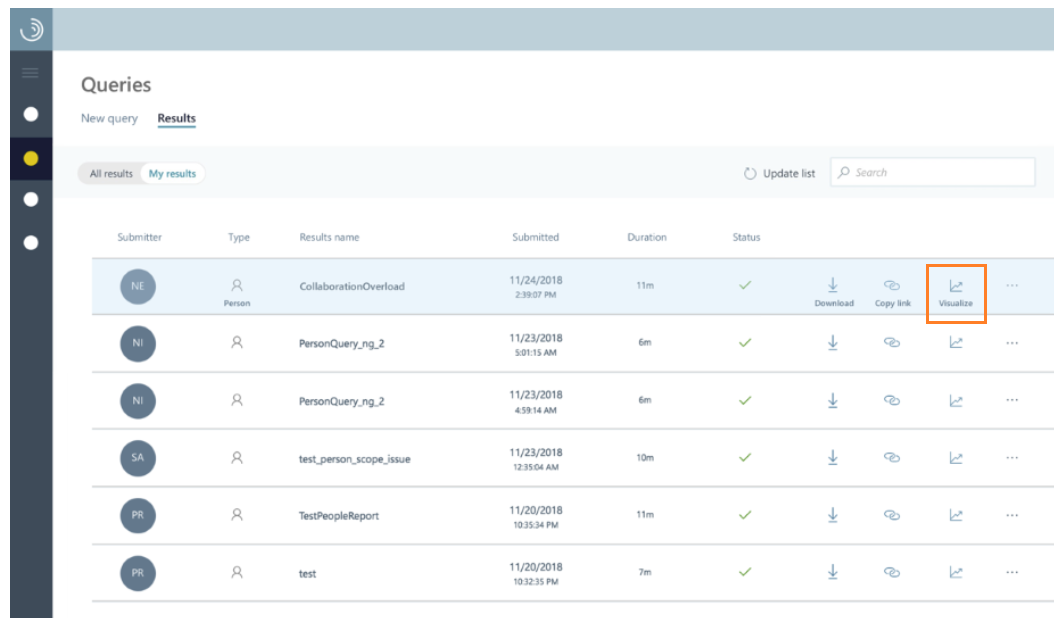 Queries
New query Results
All results My results Update list Search
Submitter Type Results name Submitted Duration Status
NE Person CollaborationOverload 11/24/2018 2:39:07 PM 11m Download Copy link Visualize ...
NI PersonQuery_ng_2 11/23/2018 5:01:15 AM 6m ...
NI PersonQuery_ng_2 11/23/2018 4:59:14 AM 6m ...
SA test_person_scope_issue 11/23/2018 12:35:04 AM 10m ...
PR TestPeopleReport 11/20/2018 10:35:34 PM 11m ...
PR test 11/20/2018 10:32:35 PM 7m ...